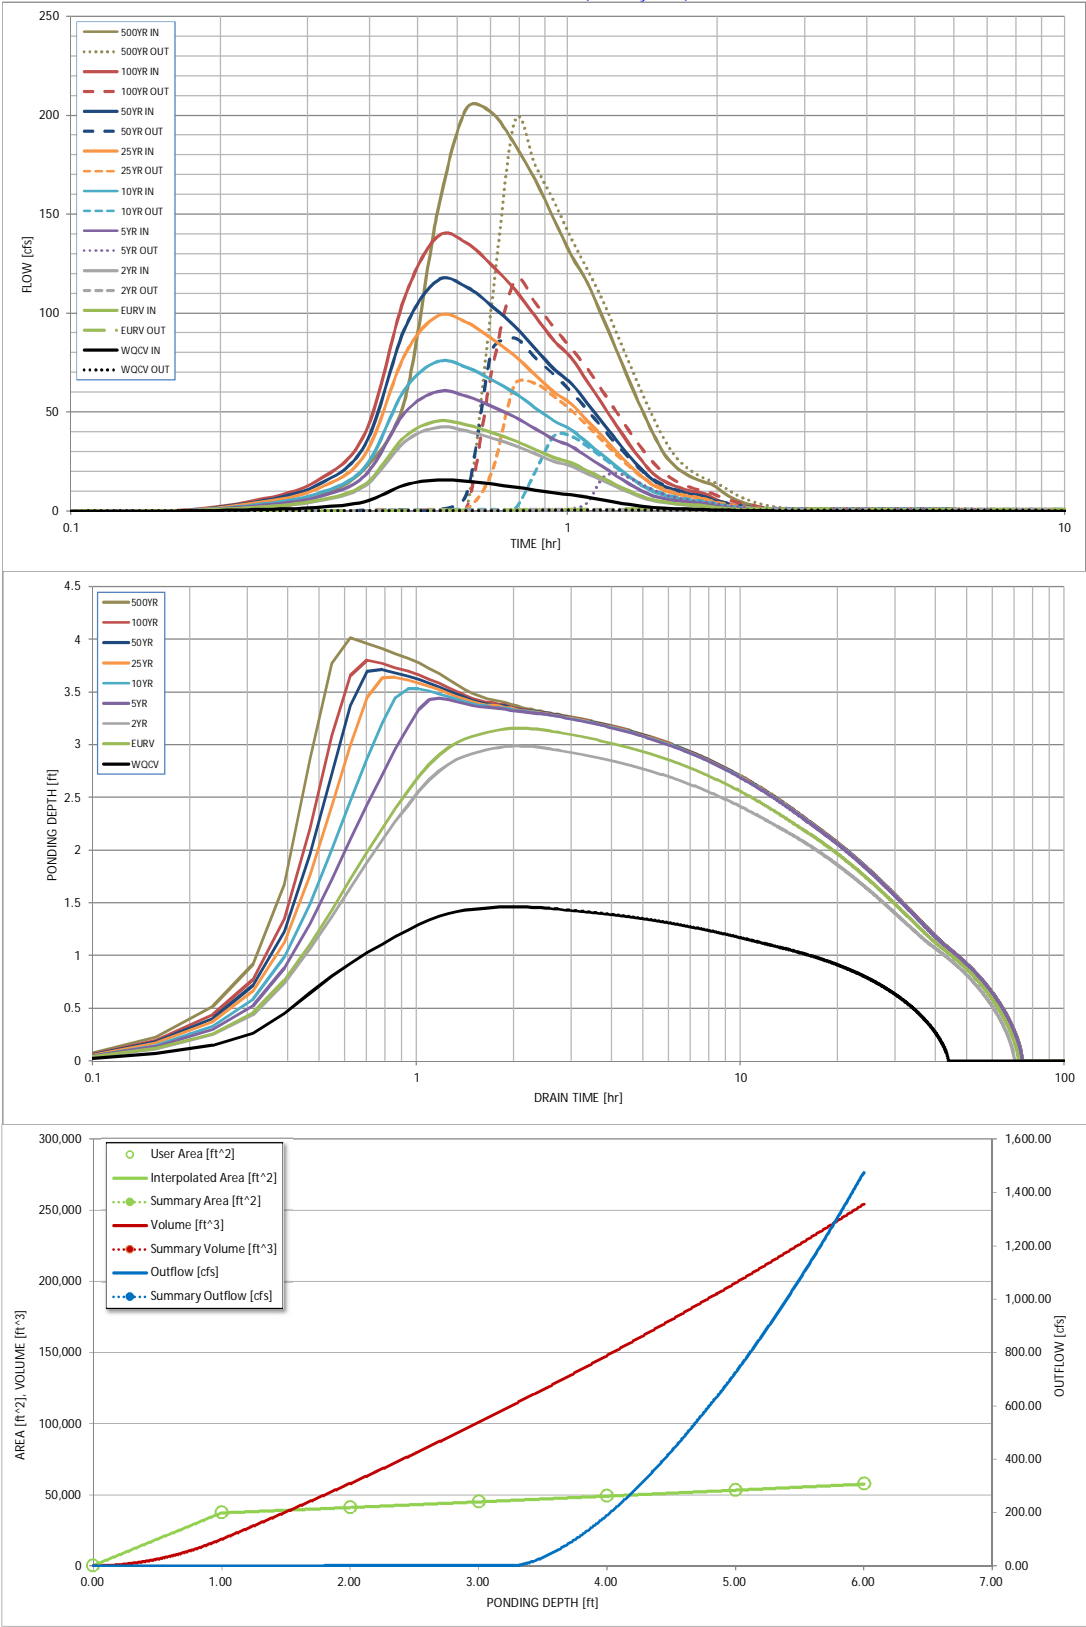 250
200
150
100
50
0
FLOW [cfs]
500YR IN
500YR OUT
100YR IN
100YR OUT
50YR IN
50YR OUT
25YR IN
25YR OUT
10YR IN
10YR OUT
5YR IN
5YR OUT
2YR IN
2YR OUT
EURV IN
EURV OUT
WQCV IN
WQCV OUT
0.1
1
10
TIME [hr]
4.5
4
3.5
3
2.5
2
1.5
1
0.5
0
PONDING DEPTH [ft]
500YR
100YR
50YR
25YR
10YR
5YR
2YR
EURV
WQCV
0.1
1
10
100
DRAIN TIME [hr]
300,000
250,000
200,000
150,000
100,000
50,000
0
AREA [ft^2], VOLUME [ft^3]
User Area [ft^2]
Interpolated Area [ft^2]
Summary Area [ft^2]
Volume [ft^3]
Summary Volume [ft^3]
Outflow [cfs]
Summary Outflow [cfs]
1,600.00
1,400.00
1,200.00
1,000.00
800.00
600.00
400.00
200.00
0.00
OUTFLOW [cfs]
0.00
1.00
2.00
3.00
4.00
5.00
6.00
7.00
PONDING DEPTH [ft]